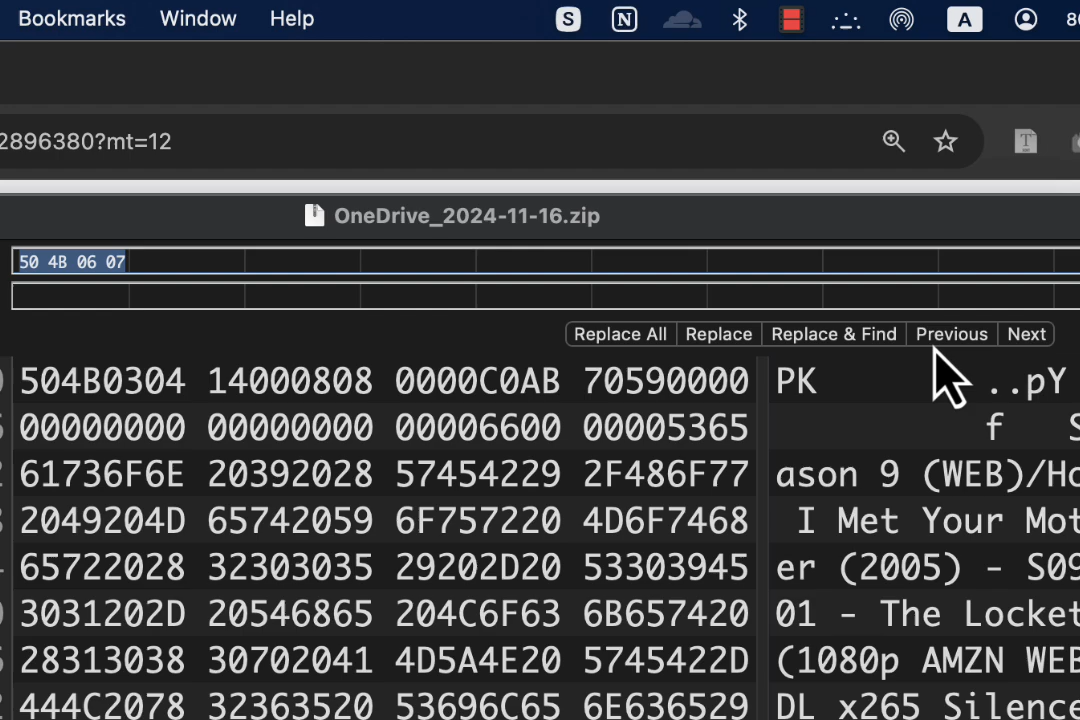 Bookmarks Window Help S N A 80
2896380?mt=12
OneDrive_2024-11-16.zip
50 4B 06 07
Replace All Replace Replace & Find Previous Next
504B0304 14000808 0000C0AB 70590000 PK ..pY
00000000 00000000 00006600 00005365 f S
61736F6E 20392028 57454229 2F486F77 ason 9 (WEB)/Ho
2049204D 65742059 6F757220 4D6F7468 I Met Your Mot
65722028 32303035 29202D20 53303945 er (2005) - S09
3031202D 20546865 204C6F63 6B657420 01 - The Locket
28313038 30702041 4D5A4E20 5745422D (1080p AMZN WEB
444C2078 32363520 53696C65 6E636529 DL x265 Silence